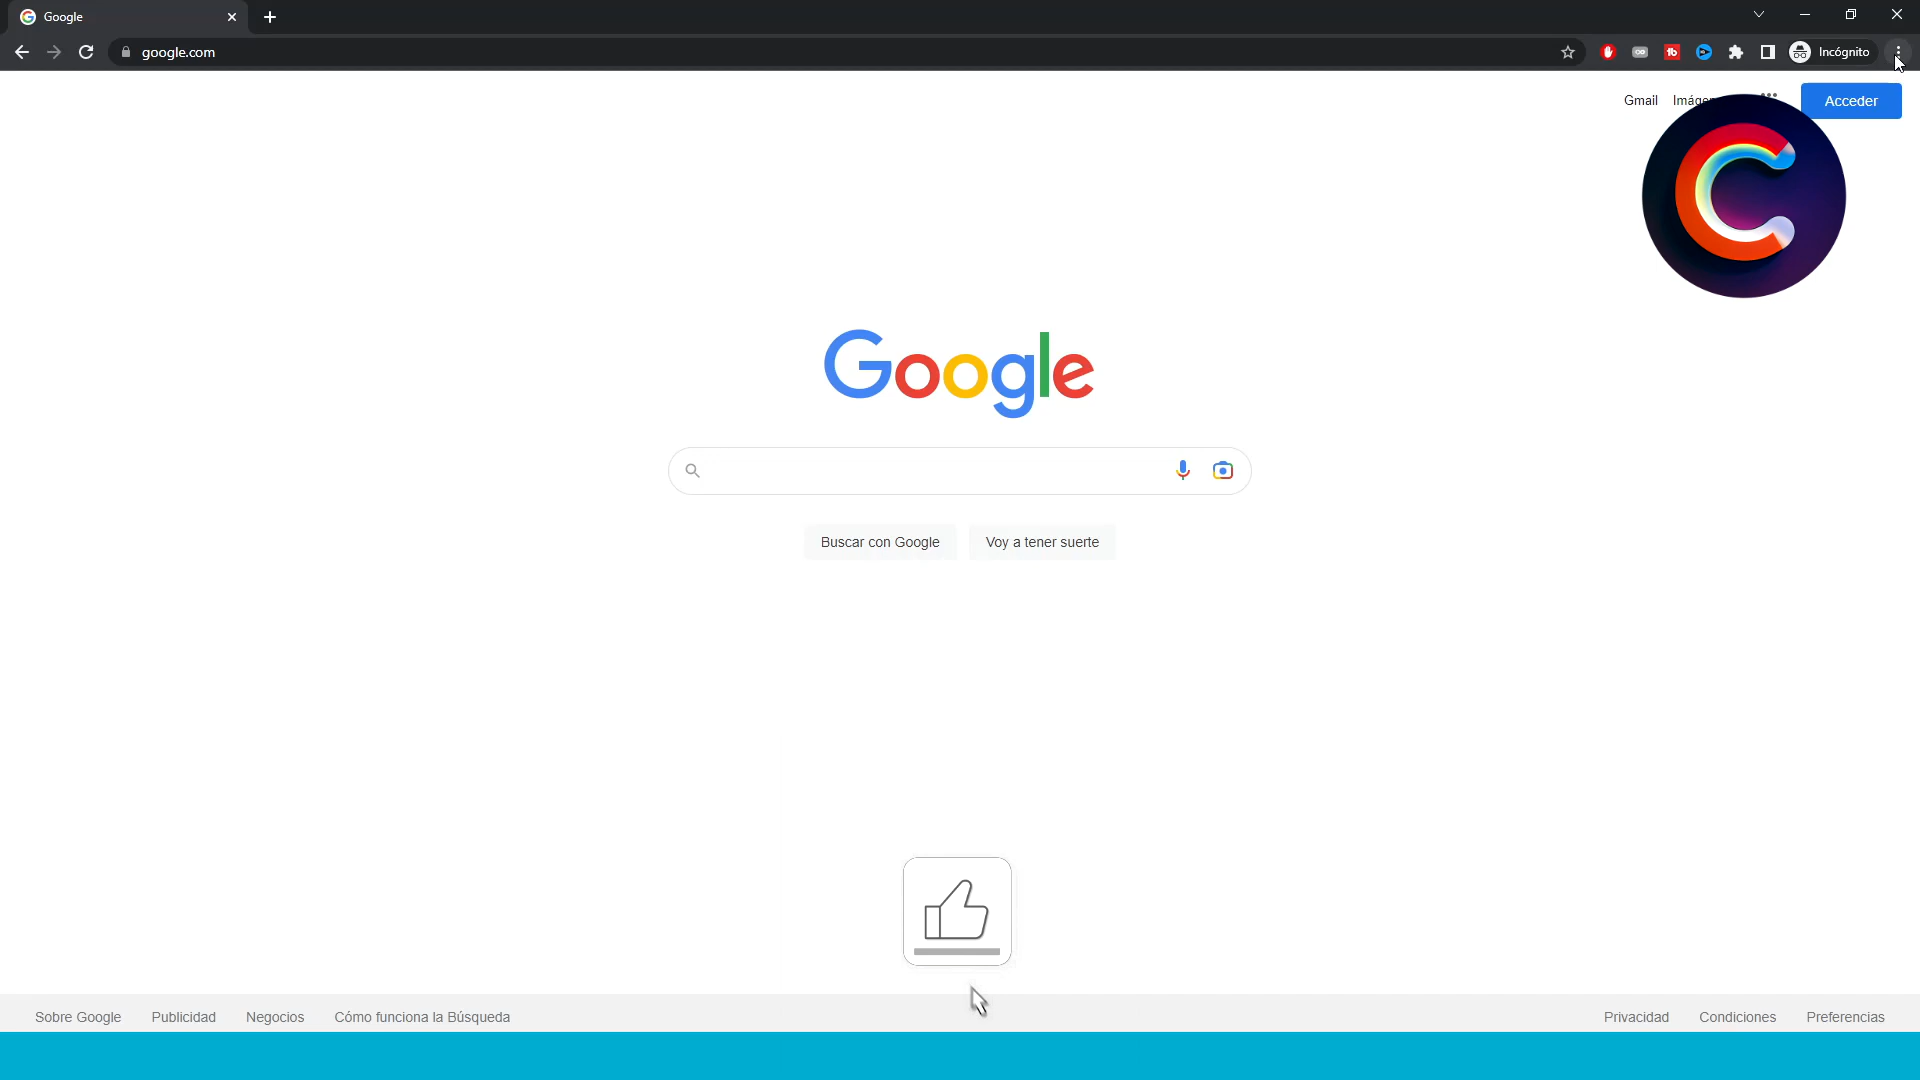 Google
google.com
Incógnito
Gmail
Acceder
Google
Buscar con Google
Voy a tener suerte
Sobre Google
Publicidad
Negocios
Cómo funciona la Búsqueda
Privacidad
Condiciones
Preferencias